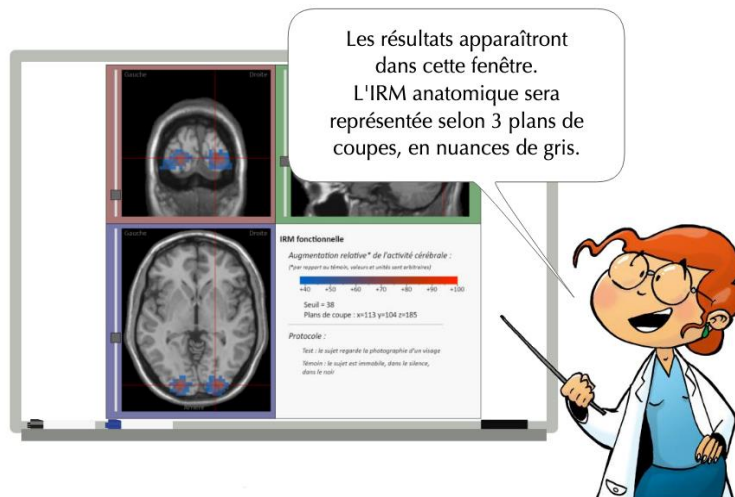 Les résultats apparaîtront
dans cette fenêtre.
L'IRM anatomique sera
représentée selon 3 plans de
coupes, en nuances de gris.
Gauche
Droite
Gauche
Droite
Arrière
IRM fonctionnelle
Augmentation relative* de l'activité cérébrale :
(*par rapport au témoin, valeurs et unités sont arbitraires)
+40 +50 +60 +70 +80 +90 +100
Seuil = 38
Plans de coupe : x=113 y=104 z=185
Protocole :
Test : le sujet regarde la photographie d'un visage
Témoin : le sujet est immobile, dans le silence,
dans le noir